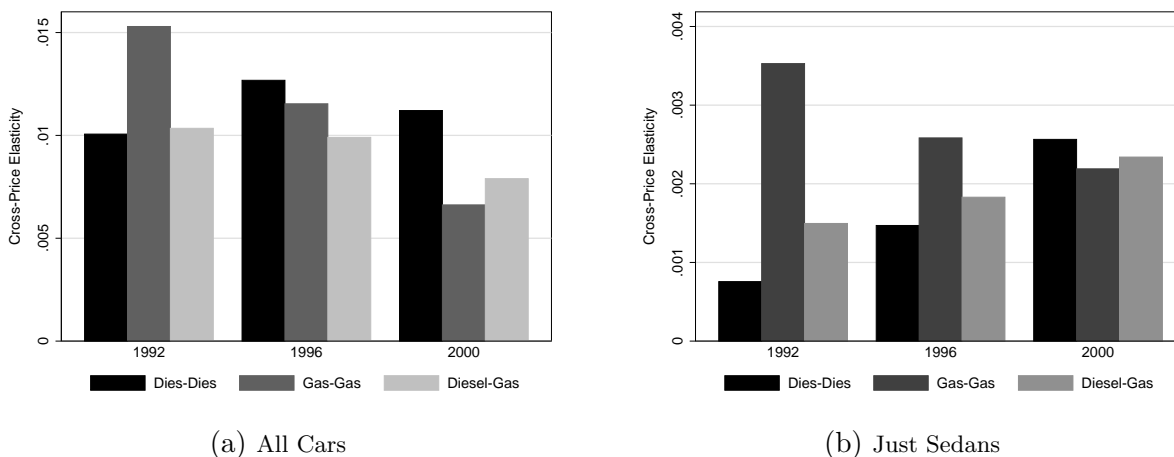 Cross-Price Elasticity
.015
.01
.005
0
1992 1996 2000
Dies-Dies Gas-Gas Diesel-Gas
(a) All Cars
Cross-Price Elasticity
.004
.003
.002
.001
0
1992 1996 2000
Dies-Dies Gas-Gas Diesel-Gas
(b) Just Sedans